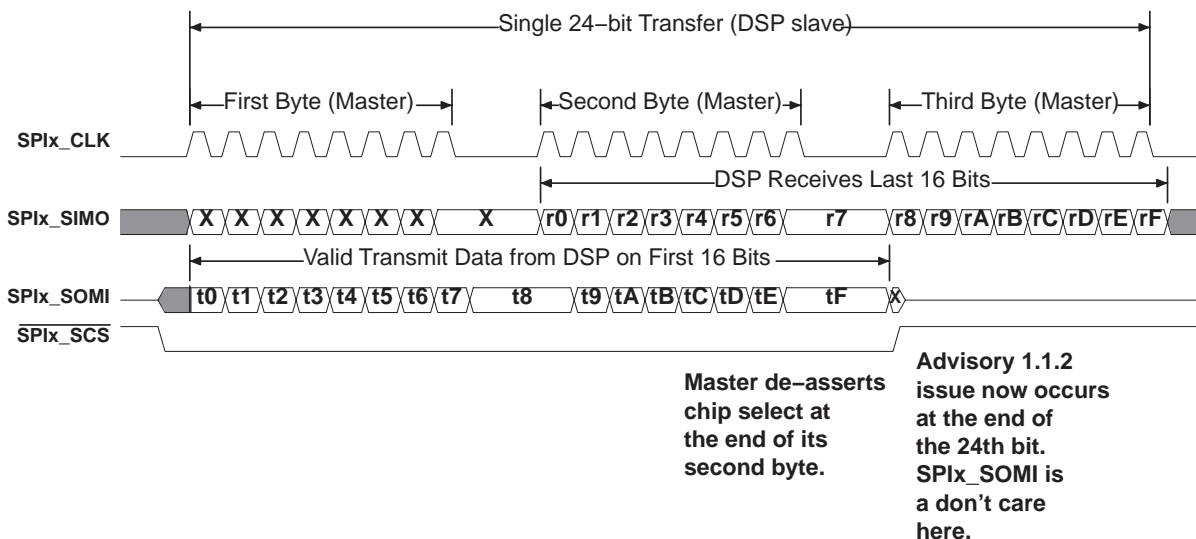 Single 24−bit Transfer (DSP slave)
First Byte (Master)
Second Byte (Master)
Third Byte (Master)
SPIx_CLK
DSP Receives Last 16 Bits
SPIx_SIMO
X X X X X X X X r0 r1 r2 r3 r4 r5 r6 r7 r8 r9 rA rB rC rD rE rF
Valid Transmit Data from DSP on First 16 Bits
SPIx_SOMI
t0 t1 t2 t3 t4 t5 t6 t7 t8 t9 tA tB tC tD tE tF X
SPIx_SCS
Master de−asserts
chip select at
the end of its
second byte.
Advisory 1.1.2
issue now occurs
at the end of
the 24th bit.
SPIx_SOMI is
a don't care
here.